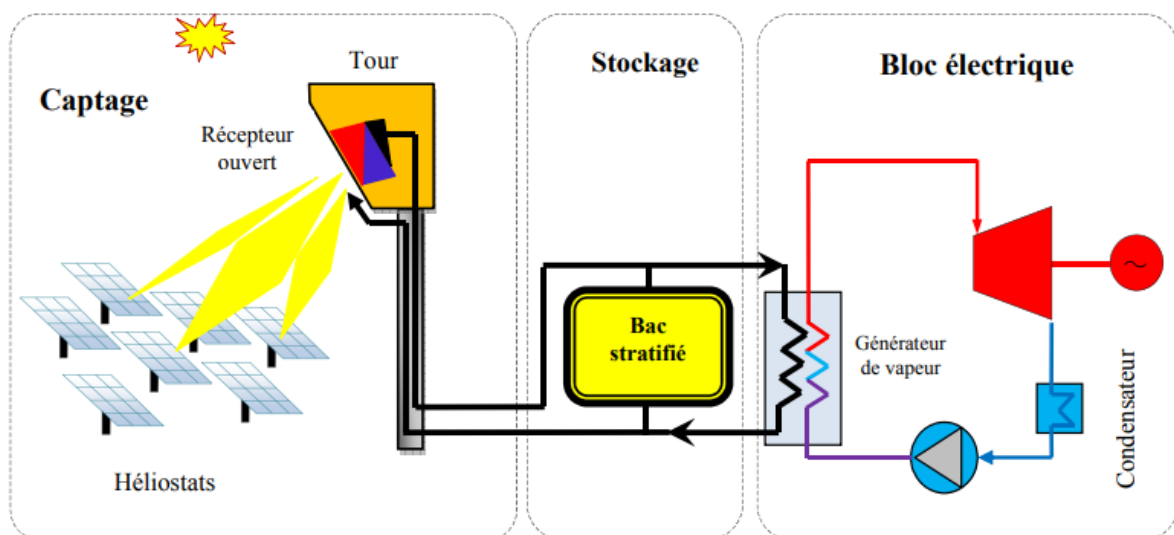 Captage
Tour
Récepteur
ouvert
Héliostats
Stockage
Bac
stratifié
Bloc électrique
Générateur
de vapeur
~
Condensateur